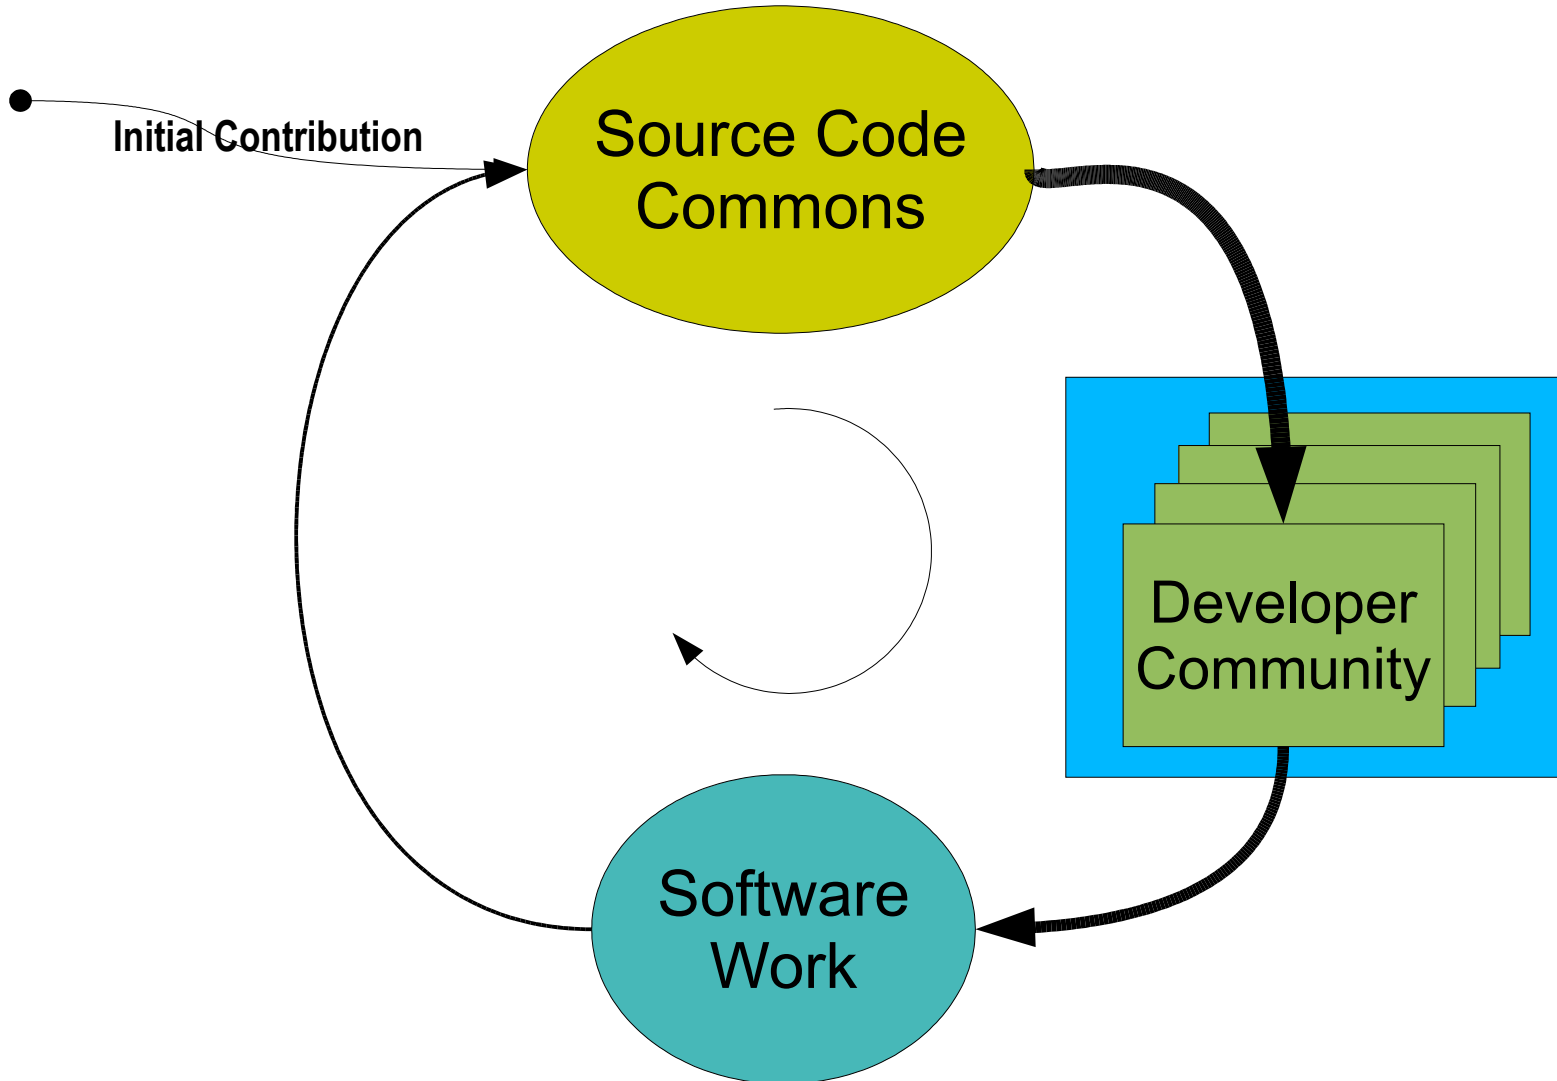 Initial Contribution
Source Code
Commons
Developer
Community
Software
Work